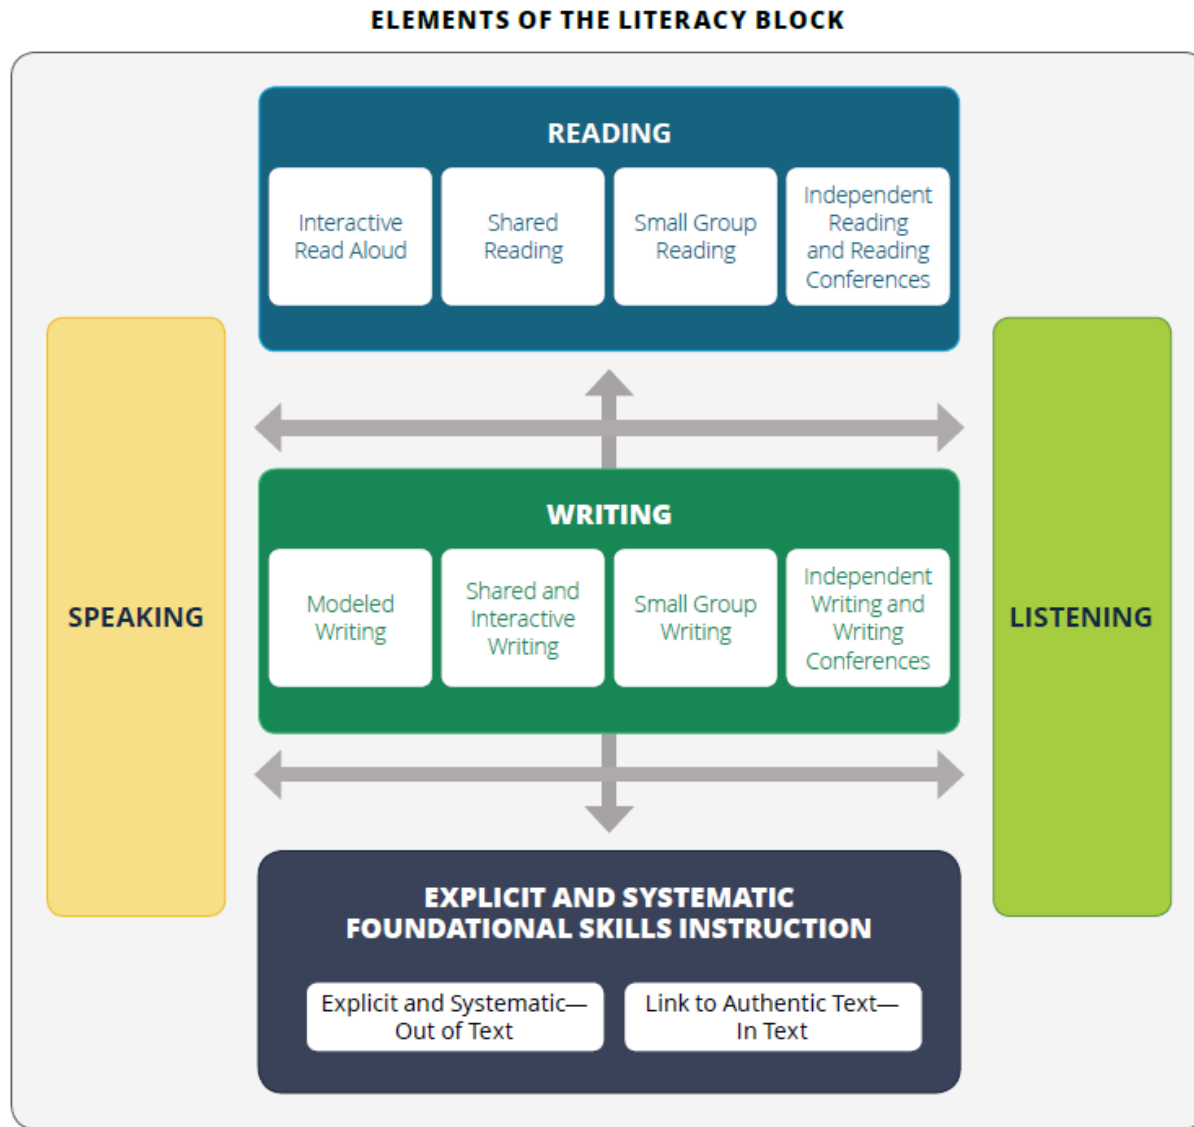 ELEMENTS OF THE LITERACY BLOCK
READING
Interactive
Read Aloud
Shared
Reading
Small Group
Reading
Independent
Reading
and Reading
Conferences
SPEAKING
WRITING
Modeled
Writing
Shared and
Interactive
Writing
Small Group
Writing
Independent
Writing and
Writing
Conferences
LISTENING
EXPLICIT AND SYSTEMATIC
FOUNDATIONAL SKILLS INSTRUCTION
Explicit and Systematic—
Out of Text
Link to Authentic Text—
In Text